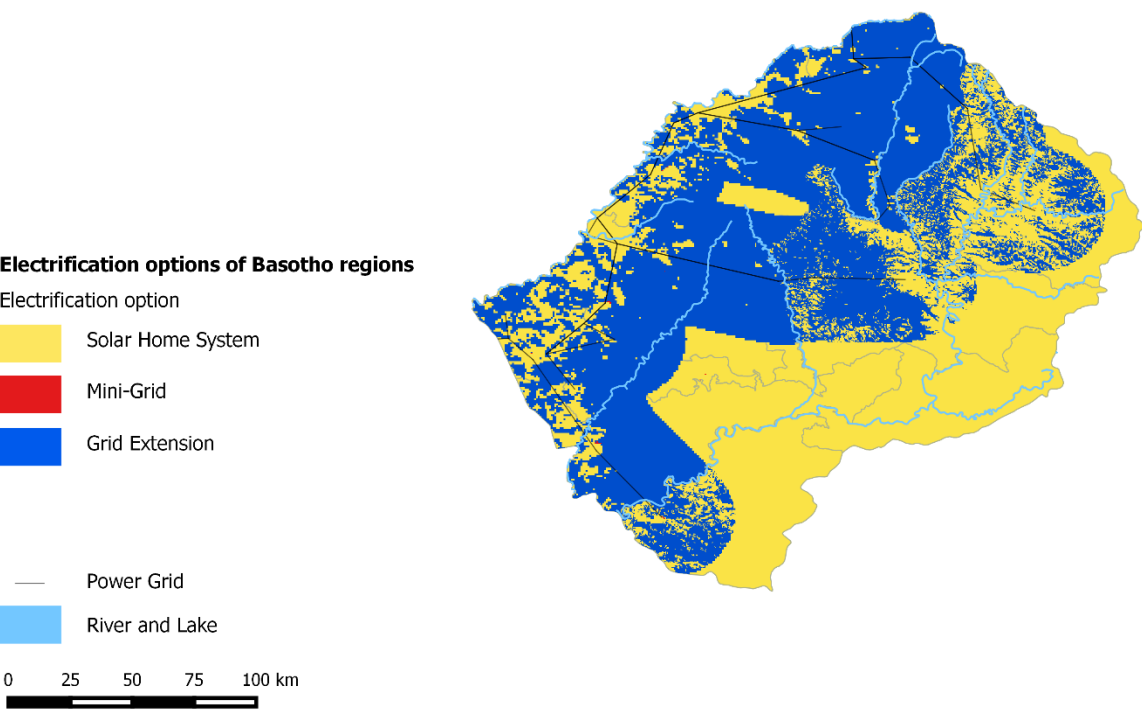 Electrification options of Basotho regions
Electrification option
Solar Home System
Mini-Grid
Grid Extension
Power Grid
River and Lake
0 25 50 75 100 km